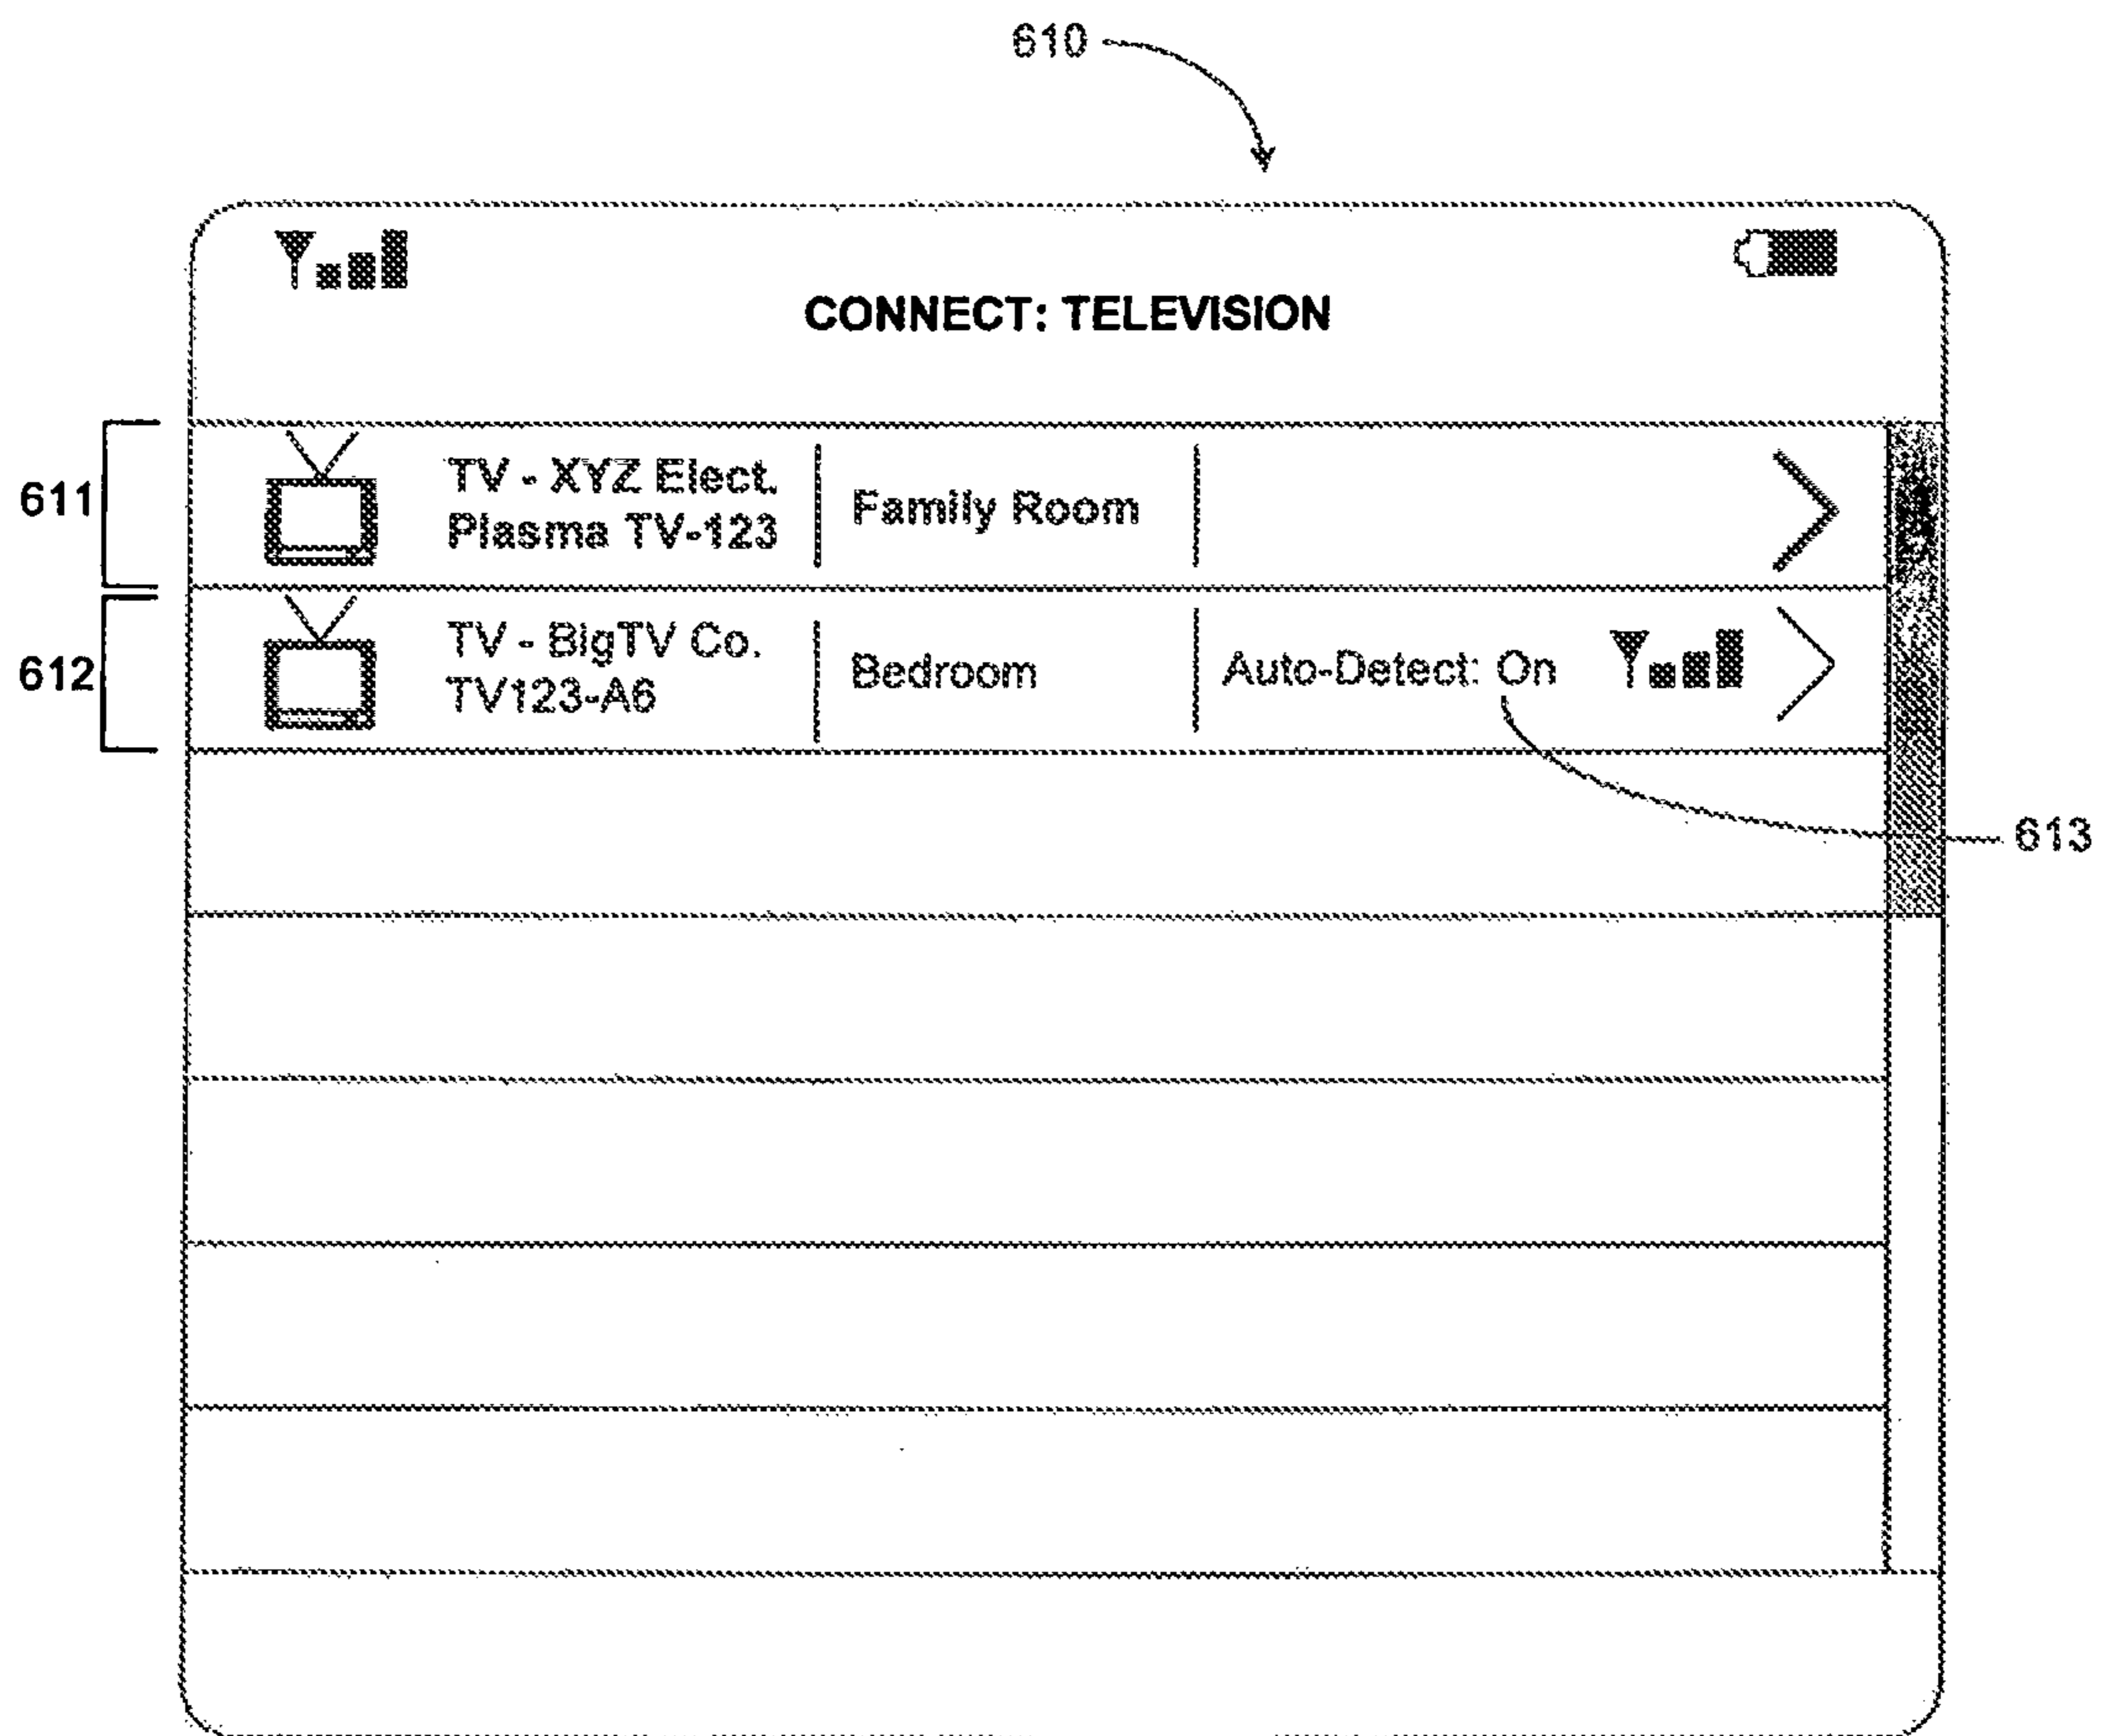 610
CONNECT: TELEVISION
611
TV - XYZ Elect.
Plasma TV-123
Family Room
612
TV - BigTV Co.
TV123-A6
Bedroom
Auto-Detect: On
613